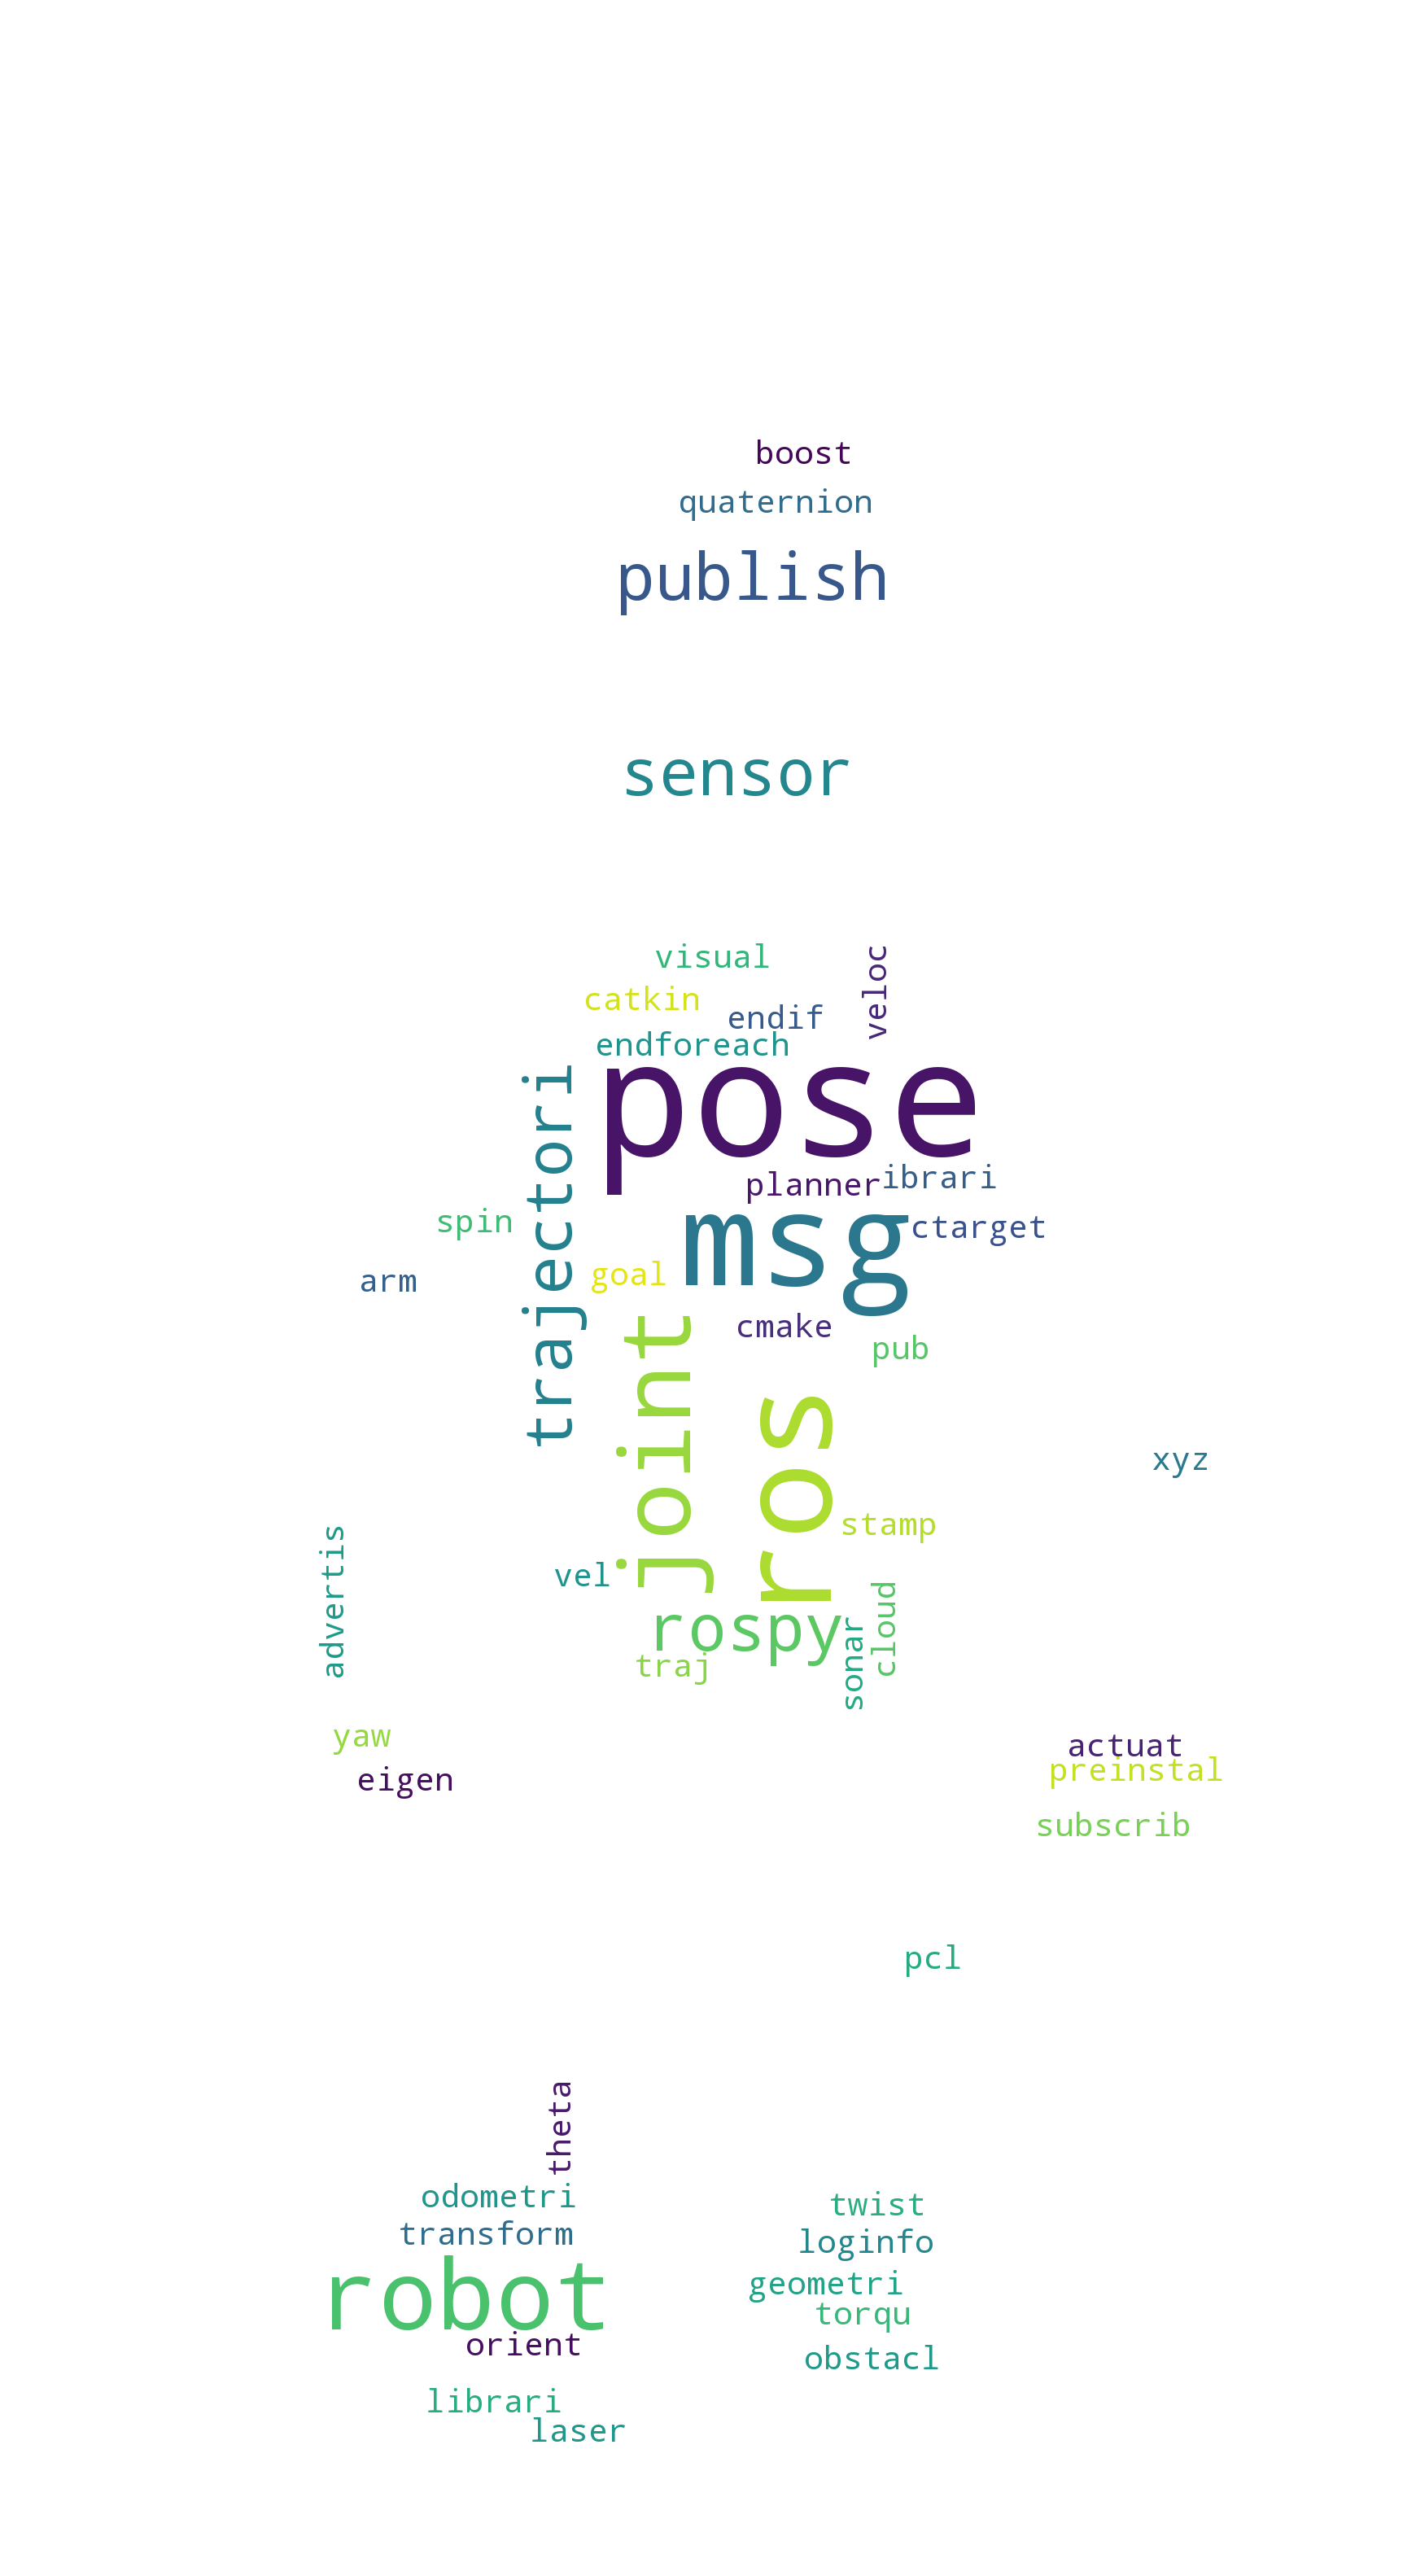 boost
quaternion
publish
sensor
visual
veloc
catkin
endif
endforeach
pose
trajectori
planner
ibrari
spin
msg
ctarget
goal
arm
cmake
joint
pub
ros
xyz
stamp
advertis
vel
cloud
rospy
sonar
traj
yaw
actuat
preinstal
eigen
subscrib
pcl
theta
odometri
twist
transform
loginfo
robot
geometri
torqu
orient
obstacl
librari
laser